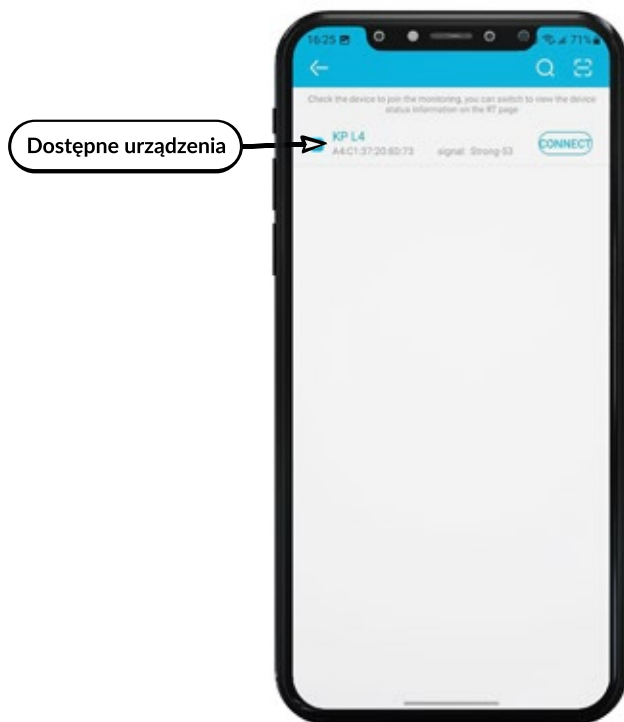 16:25 71%
Check the device to join the monitoring, you can switch to view the device
status information on the RT page
Dostępne urządzenia
KP L4
A4:C1:37:20:6D:73 signal: Strong-53 CONNECT